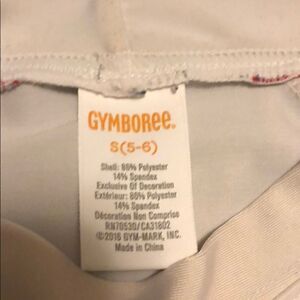 GYMBOREE.
S(5-6)
Shell: 86% Polyester
14% Spandex
Exclusive Of Decoration
Extérieur: 86% Polyester
14% Spandex
Décoration Non Comprise
RN70530/CA31802
©2016 GYM-MARK, INC.
Made in China